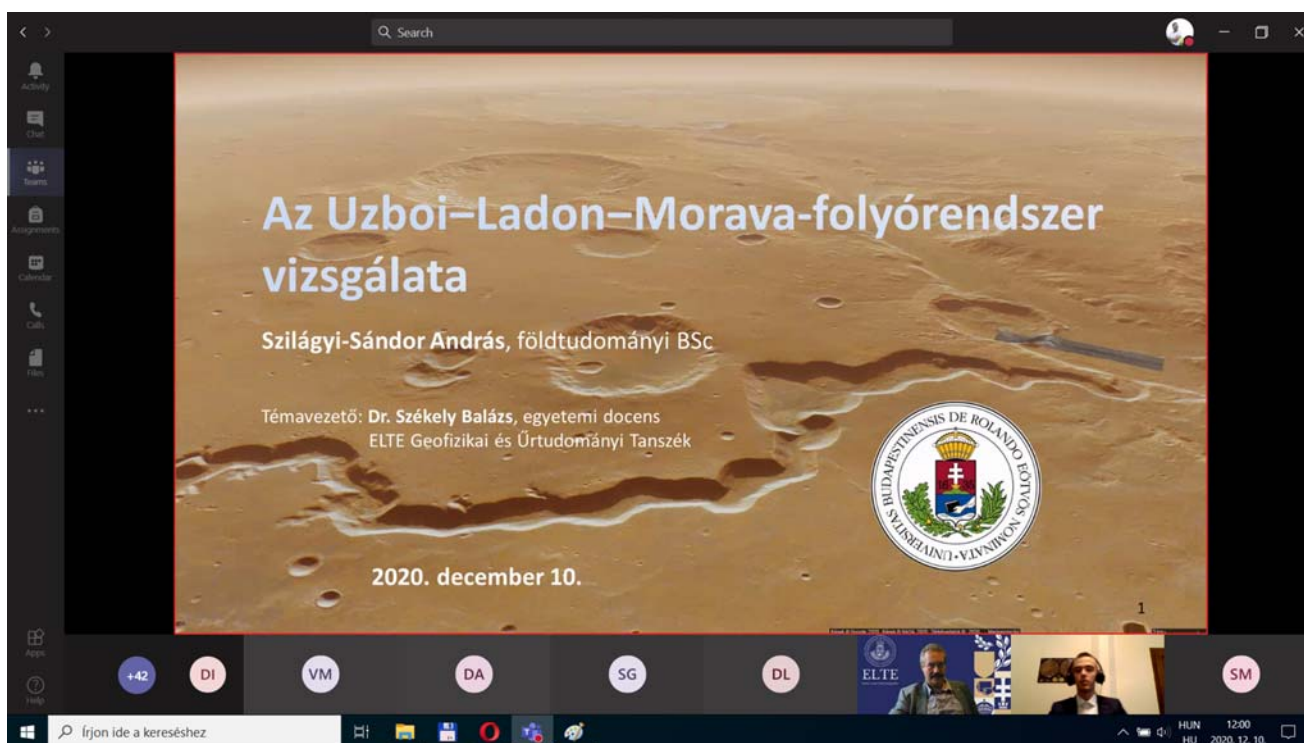 Search
Activity
Chat
Teams
Assignments
Calendar
Calls
Files
Az Uzboi–Ladon–Morava-folyórendszer
vizsgálata
Szilágyi-Sándor András, földtudományi BSc
Témavezető: Dr. Székely Balázs, egyetemi docens
ELTE Geofizikai és Űrtudományi Tanszék
UNIVERSITAS BUDAPESTINENSIS DE ROLANDO EÖTVÖS NOMINATA
16 35
2020. december 10.
1
Apps
Help
+42
DI
VM
DA
SG
DL
ELTE
SM
Írjon ide a kereséshez
HUN
HU
12:00
2020. 12. 10.